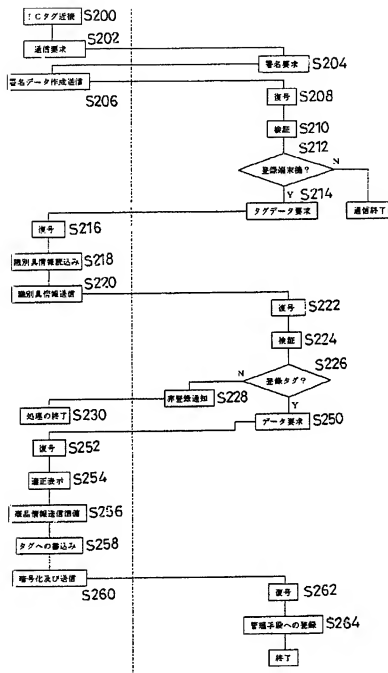 ICタグ近接 S200
通信要求 S202
署名要求 S204
署名データ作成送信 S206
復号 S208
検証 S210
登録端末機? S212
N
Y
タグデータ要求 S214
通信終了
復号 S216
識別具情報読込み S218
識別具情報送信 S220
復号 S222
検証 S224
登録タグ? S226
N
Y
非登録通知 S228
処理の終了 S230
データ要求 S250
復号 S252
適正表示 S254
商品情報送信準備 S256
タグへの書込み S258
暗号化及び送信 S260
復号 S262
管理手段への登録 S264
終了